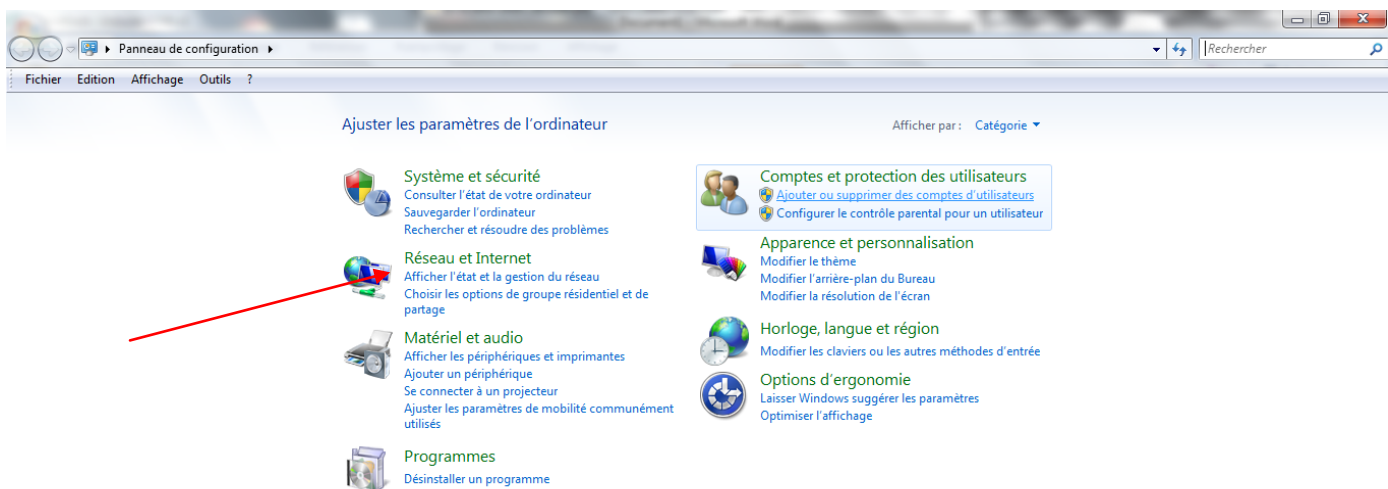 Panneau de configuration
Rechercher
Fichier Edition Affichage Outils ?
Ajuster les paramètres de l'ordinateur
Afficher par : Catégorie
Système et sécurité
Consulter l'état de votre ordinateur
Sauvegarder l'ordinateur
Rechercher et résoudre des problèmes
Réseau et Internet
Afficher l'état et la gestion du réseau
Choisir les options de groupe résidentiel et de
partage
Matériel et audio
Afficher les périphériques et imprimantes
Ajouter un périphérique
Se connecter à un projecteur
Ajuster les paramètres de mobilité communément
utilisés
Programmes
Désinstaller un programme
Comptes et protection des utilisateurs
Ajouter ou supprimer des comptes d'utilisateurs
Configurer le contrôle parental pour un utilisateur
Apparence et personnalisation
Modifier le thème
Modifier l'arrière-plan du Bureau
Modifier la résolution de l'écran
Horloge, langue et région
Modifier les claviers ou les autres méthodes d'entrée
Options d'ergonomie
Laisser Windows suggérer les paramètres
Optimiser l'affichage